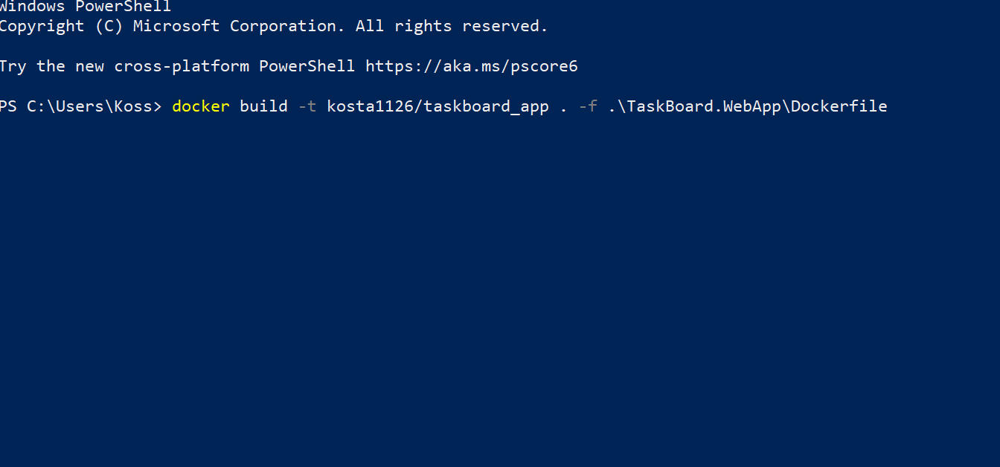 Windows PowerShell
Copyright (C) Microsoft Corporation. All rights reserved.
Try the new cross-platform PowerShell https://aka.ms/pscore6
PS C:\Users\Koss> docker build -t kosta1126/taskboard_app . -f .\TaskBoard.WebApp\Dockerfile